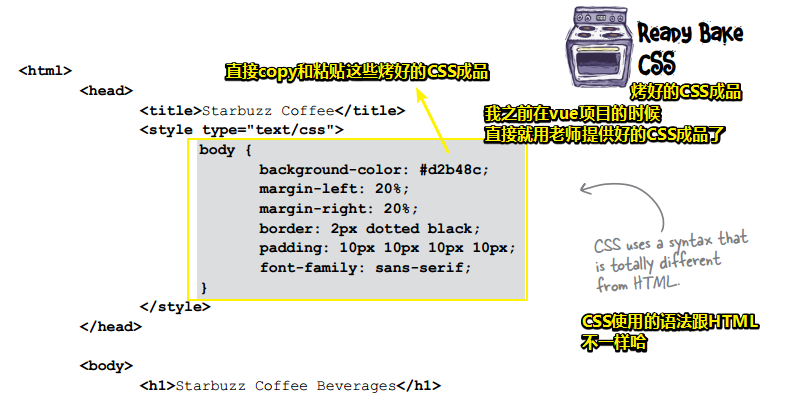 Ready Bake
CSS
烤好的CSS成品
直接copy和粘贴这些烤好的CSS成品
我之前在vue项目的时候
直接就用老师提供好的CSS成品了
<html>
<head>
<title>Starbuzz Coffee</title>
<style type="text/css">
body {
background-color: #d2b48c;
margin-left: 20%;
margin-right: 20%;
border: 2px dotted black;
padding: 10px 10px 10px 10px;
font-family: sans-serif;
}
</style>
</head>
<body>
<h1>Starbuzz Coffee Beverages</h1>
CSS uses a syntax that
is totally different
from HTML.
CSS使用的语法跟HTML
不一样哈